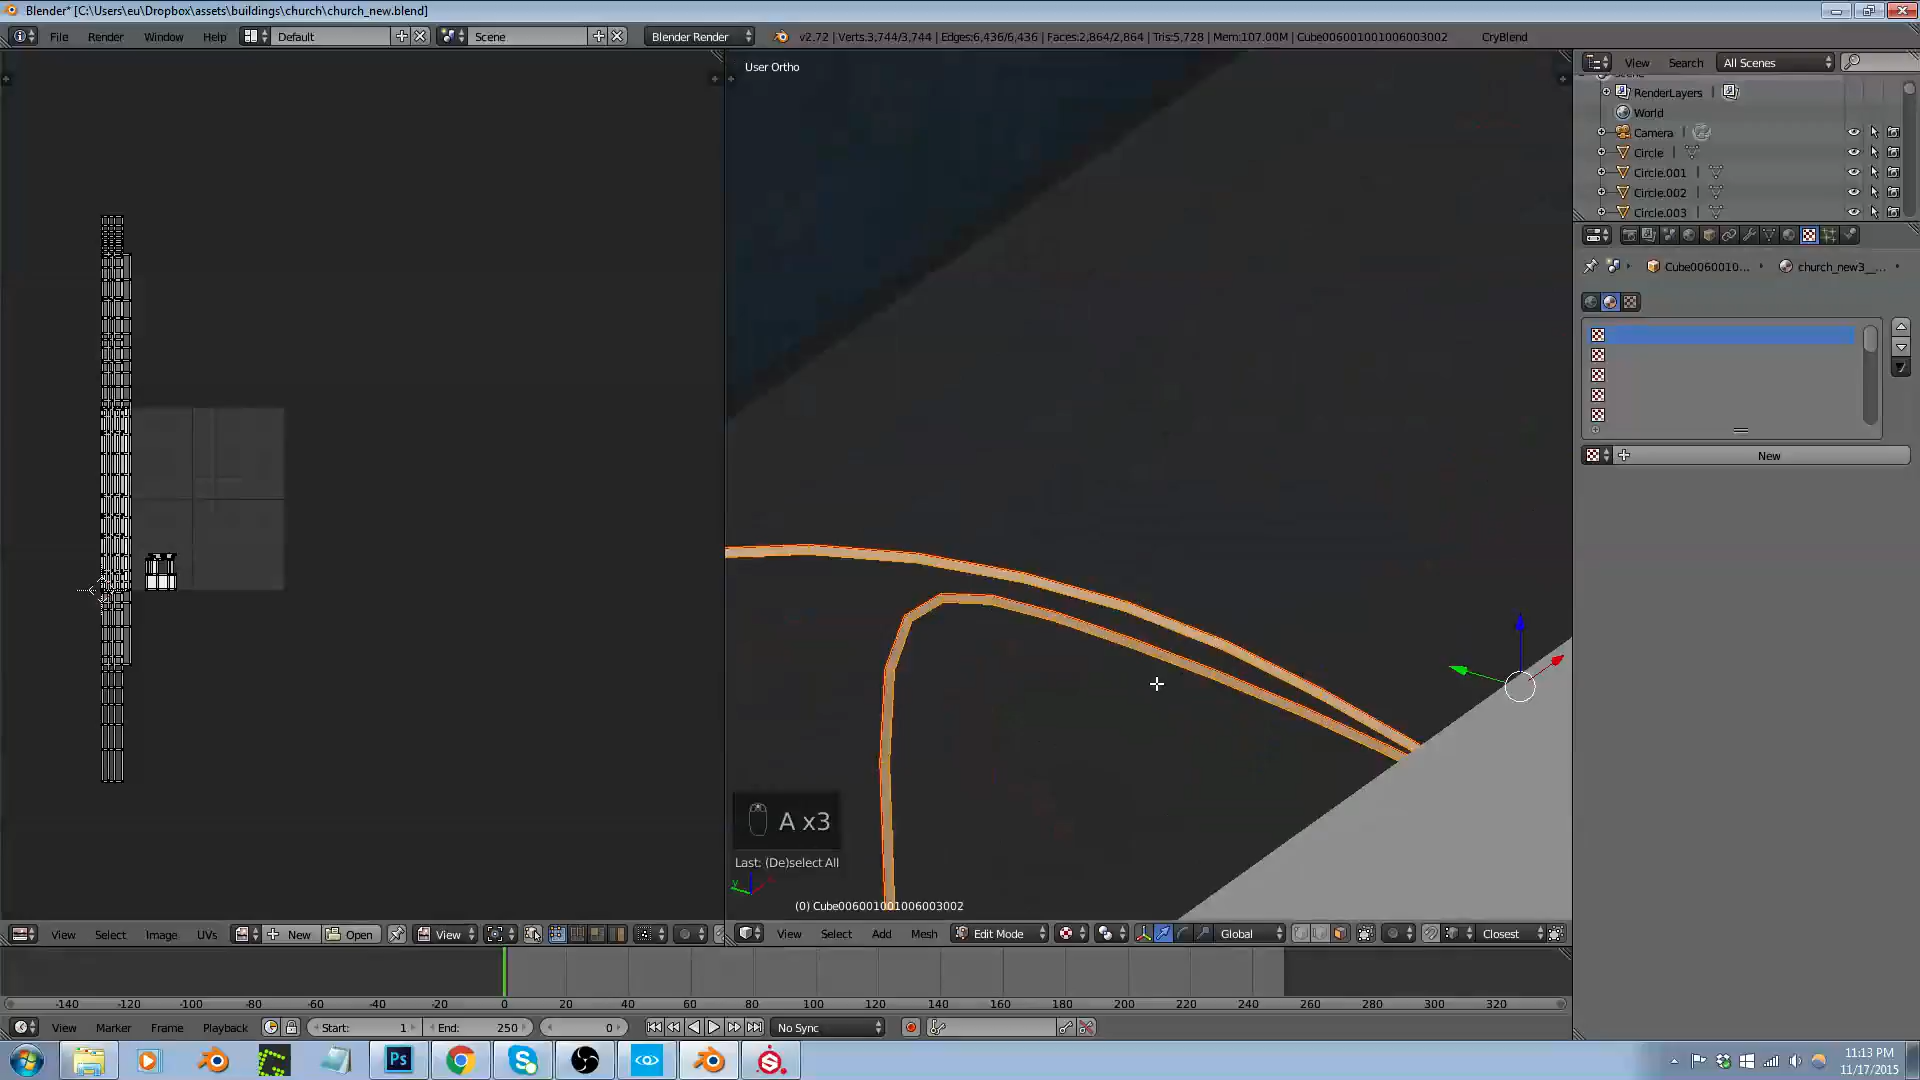 Blender* [C:\Users\eu\Dropbox\assets\buildings\church\church_new.blend]
File Render Window Help Default Scene Blender Render v2.72 | Verts:3,744/3,744 | Edges:6,436/6,436 | Faces:2,864/2,864 | Tris:5,728 | Mem:107.00M | Cube006001001006003002 CryBlend
User Ortho
View Search All Scenes
RenderLayers
World
Camera
Circle
Circle.001
Circle.002
Circle.003
Cube0060010... church_new3__...
New
A x3
Last: (De)select All
(0) Cube006001001006003002
View Select Image UVs New Open View
View Select Add Mesh Edit Mode Global Closest
-140 -120 -100 -80 -60 -40 -20 0 20 40 60 80 100 120 140 160 180 200 220 240 260 280 300 320
View Marker Frame Playback Start: 1 End: 250 0 No Sync
Ps
11:13 PM
11/17/2015